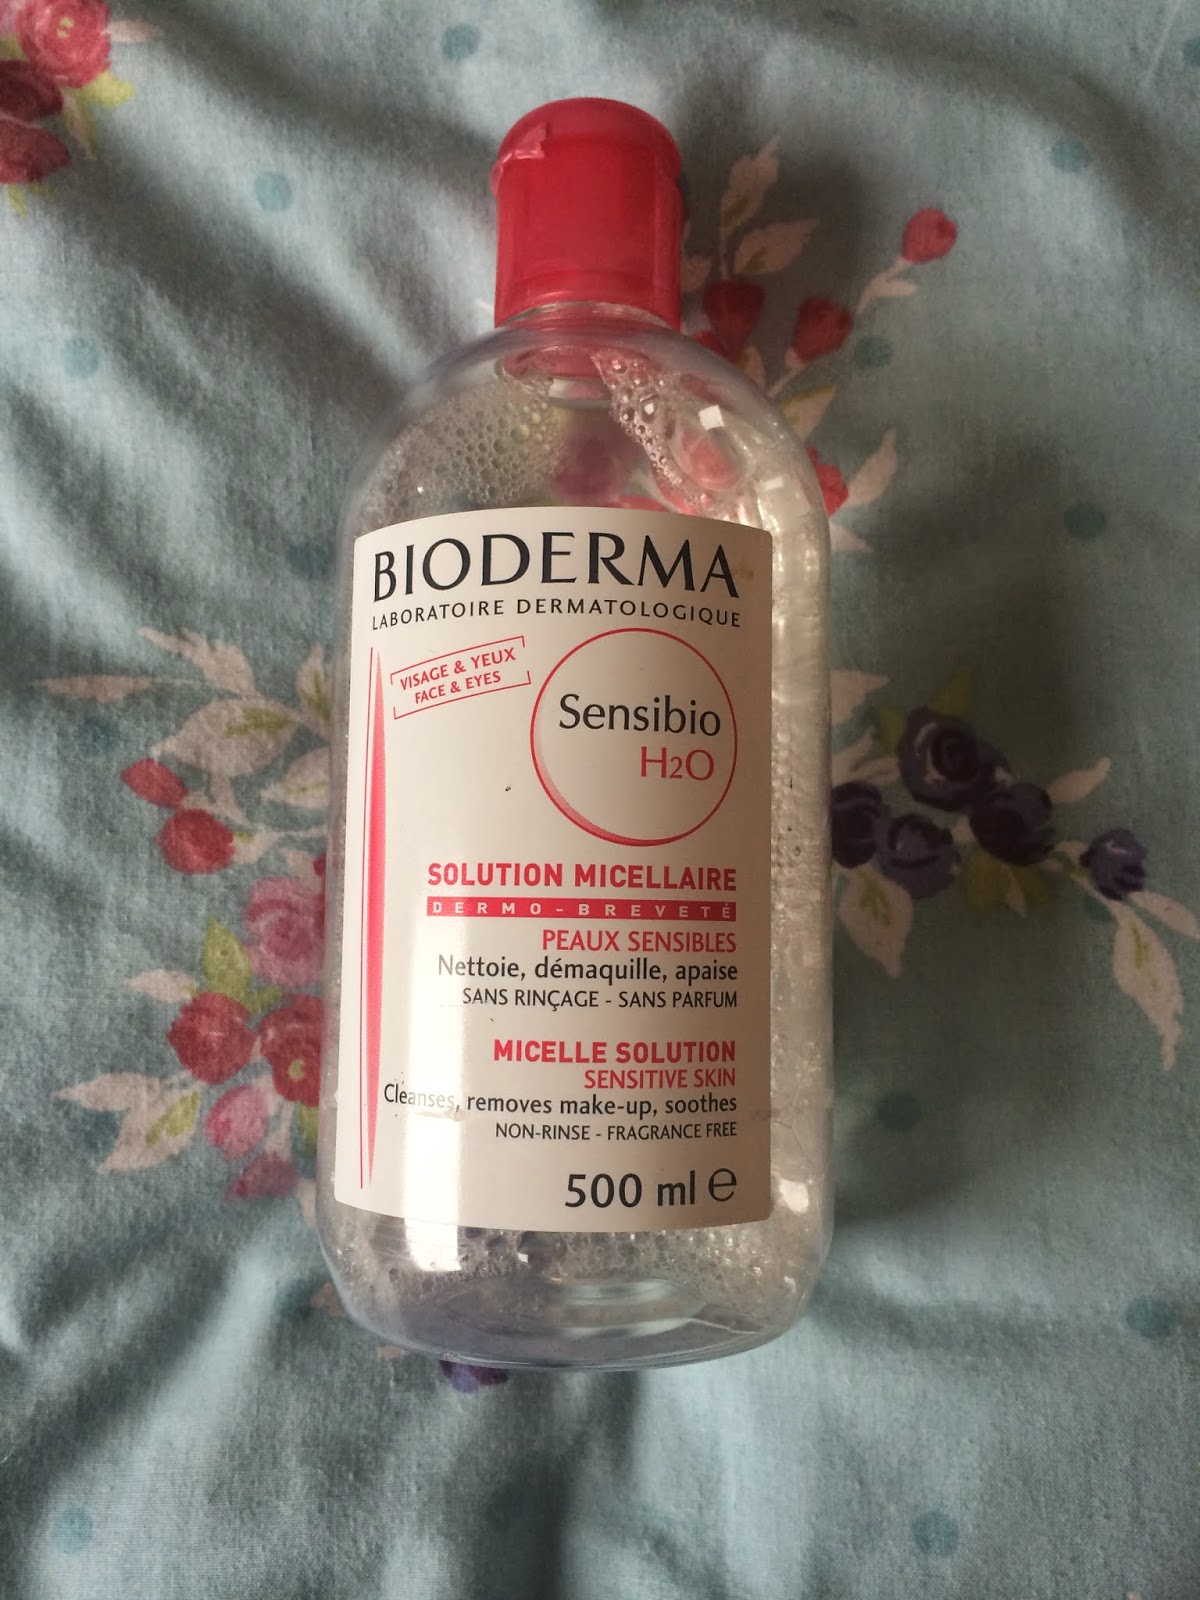 BIODERMA
LABORATOIRE DERMATOLOGIQUE
VISAGE & YEUX
FACE & EYES
Sensibio
H2O
SOLUTION MICELLAIRE
DERMO-BREVETÉ
PEAUX SENSIBLES
Nettoie, démaquille, apaise
SANS RINÇAGE - SANS PARFUM
MICELLE SOLUTION
SENSITIVE SKIN
Cleanses, removes make-up, soothes
NON-RINSE - FRAGRANCE FREE
500 ml e